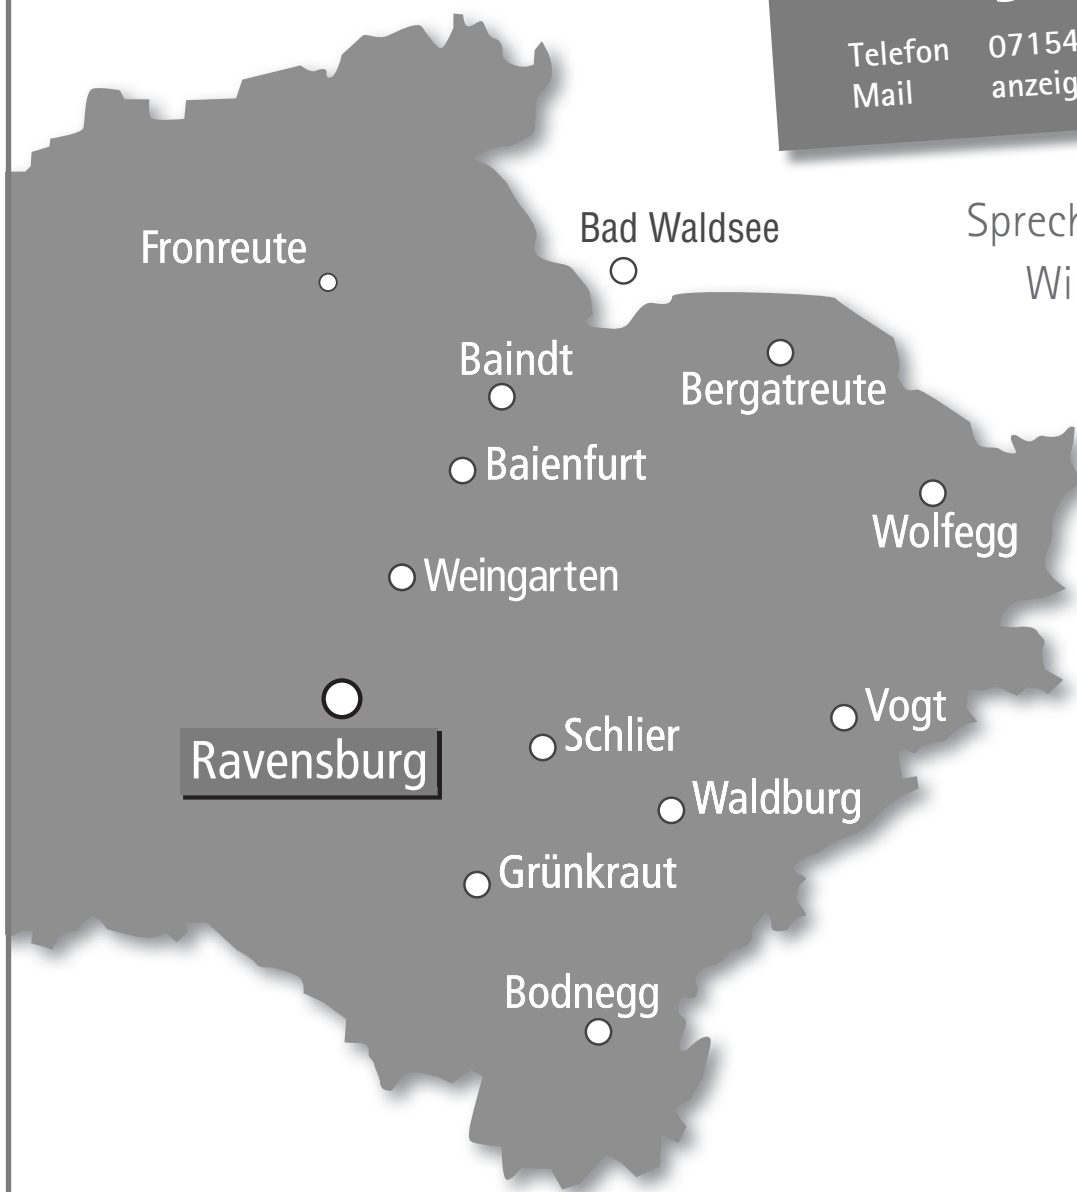 Telefon 07154
Mail anzeig
Sprech
Wi
Bad Waldsee
Fronreute
Baindt
Bergatreute
Baienfurt
Wolfegg
Weingarten
Vogt
Schlier
Ravensburg
Waldburg
Grünkraut
Bodnegg